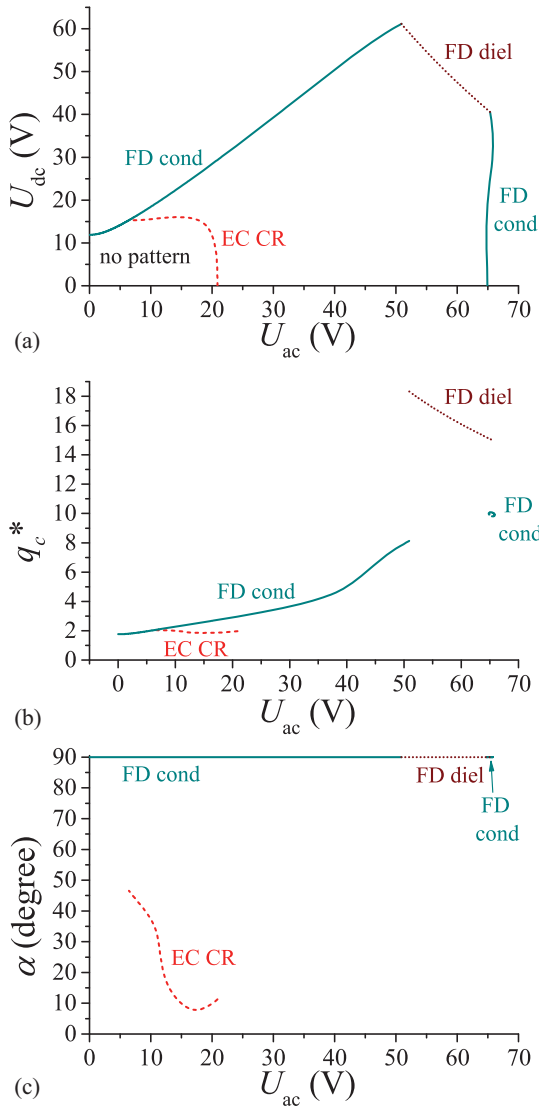 60
50
40
30
20
10
0
U_dc (V)
FD diel
FD cond
FD
cond
EC CR
no pattern
0 10 20 30 40 50 60 70
(a) U_ac (V)
18
16
14
12
10
8
6
4
2
0
q_c*
FD diel
FD
cond
FD cond
EC CR
0 10 20 30 40 50 60 70
(b) U_ac (V)
90
80
70
60
50
40
30
20
10
0
α (degree)
FD cond
FD diel
FD
cond
EC CR
0 10 20 30 40 50 60 70
(c) U_ac (V)